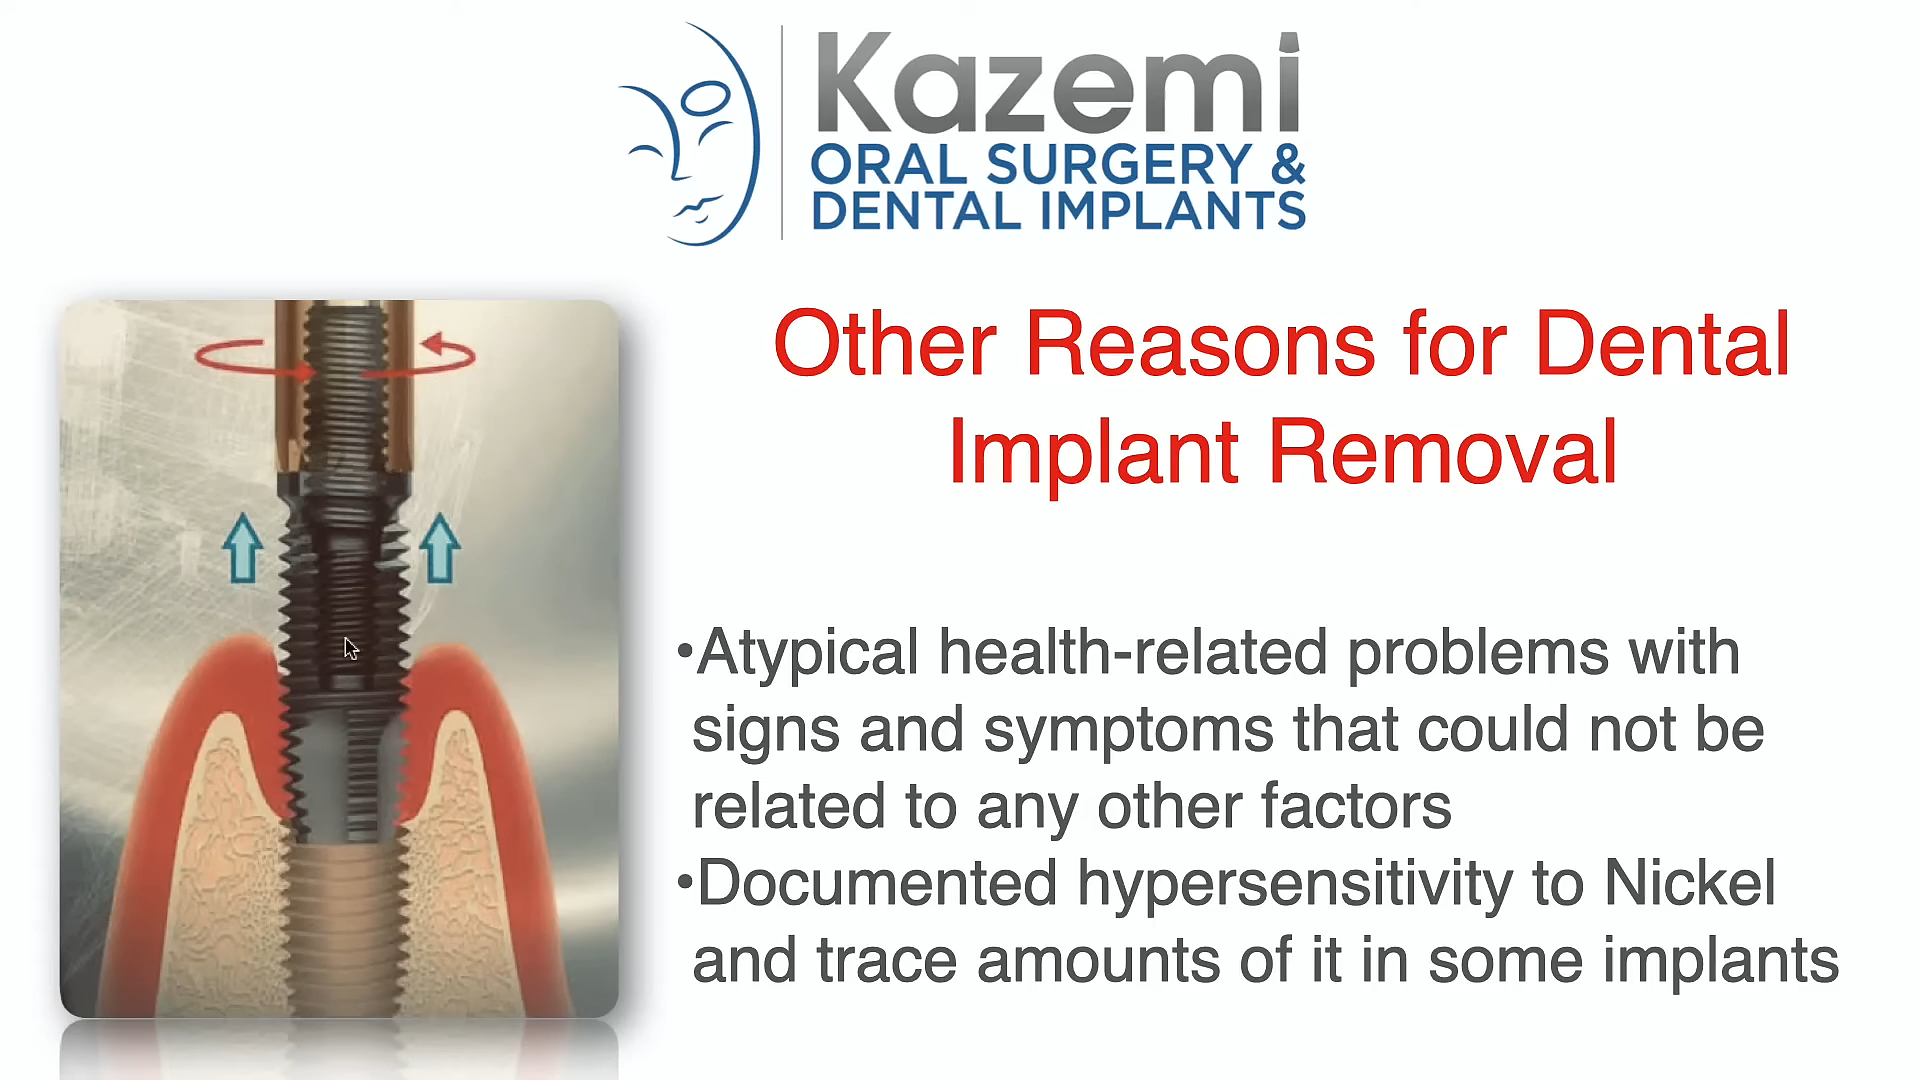 Kazemi
ORAL SURGERY &
DENTAL IMPLANTS
Other Reasons for Dental
Implant Removal
•Atypical health-related problems with
signs and symptoms that could not be
related to any other factors
•Documented hypersensitivity to Nickel
and trace amounts of it in some implants